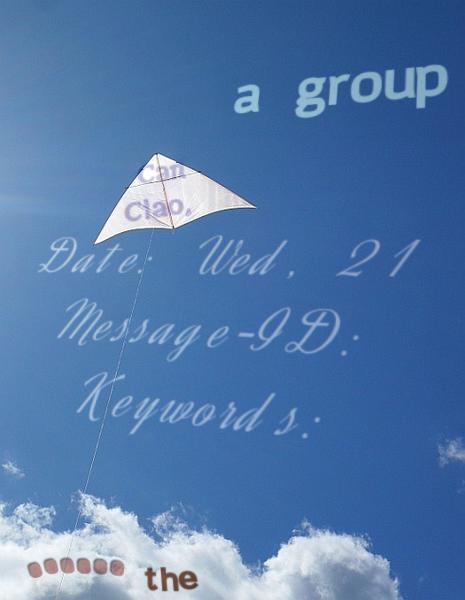 a group
Can
Ciao,
Date: Wed, 21
Message-ID:
Keywords:
...... the